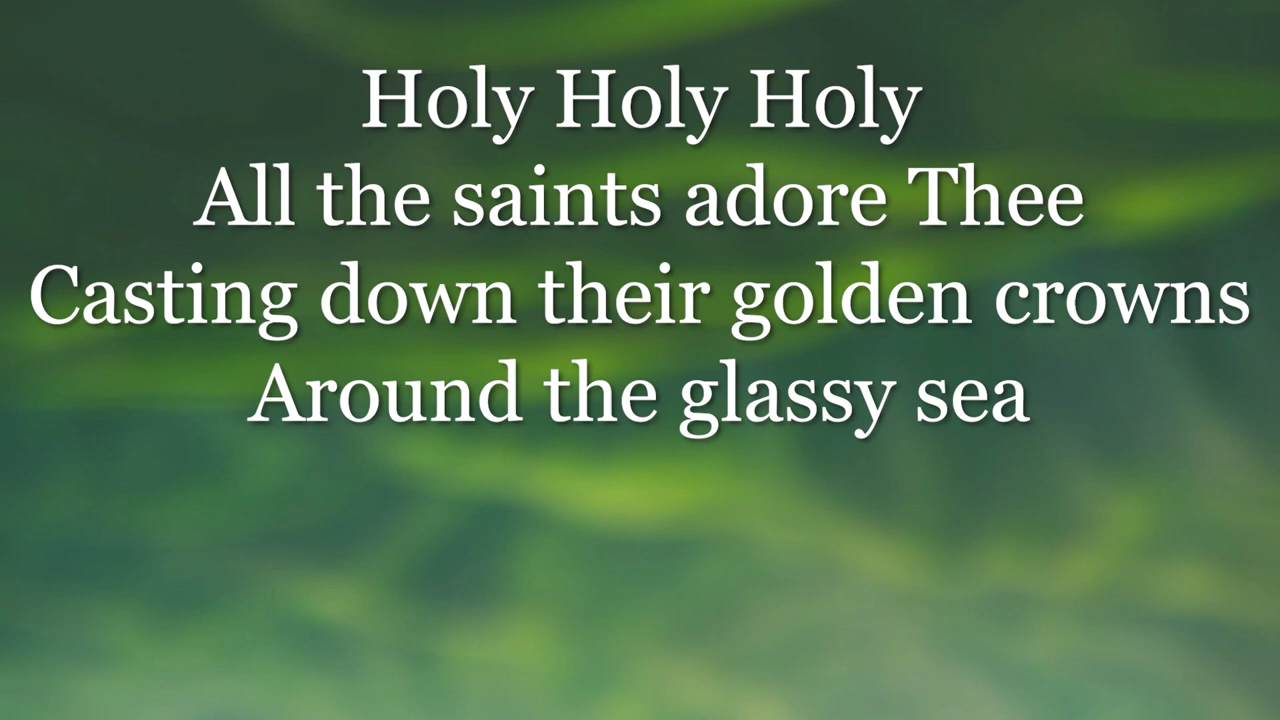 Holy Holy Holy
All the saints adore Thee
Casting down their golden crowns
Around the glassy sea